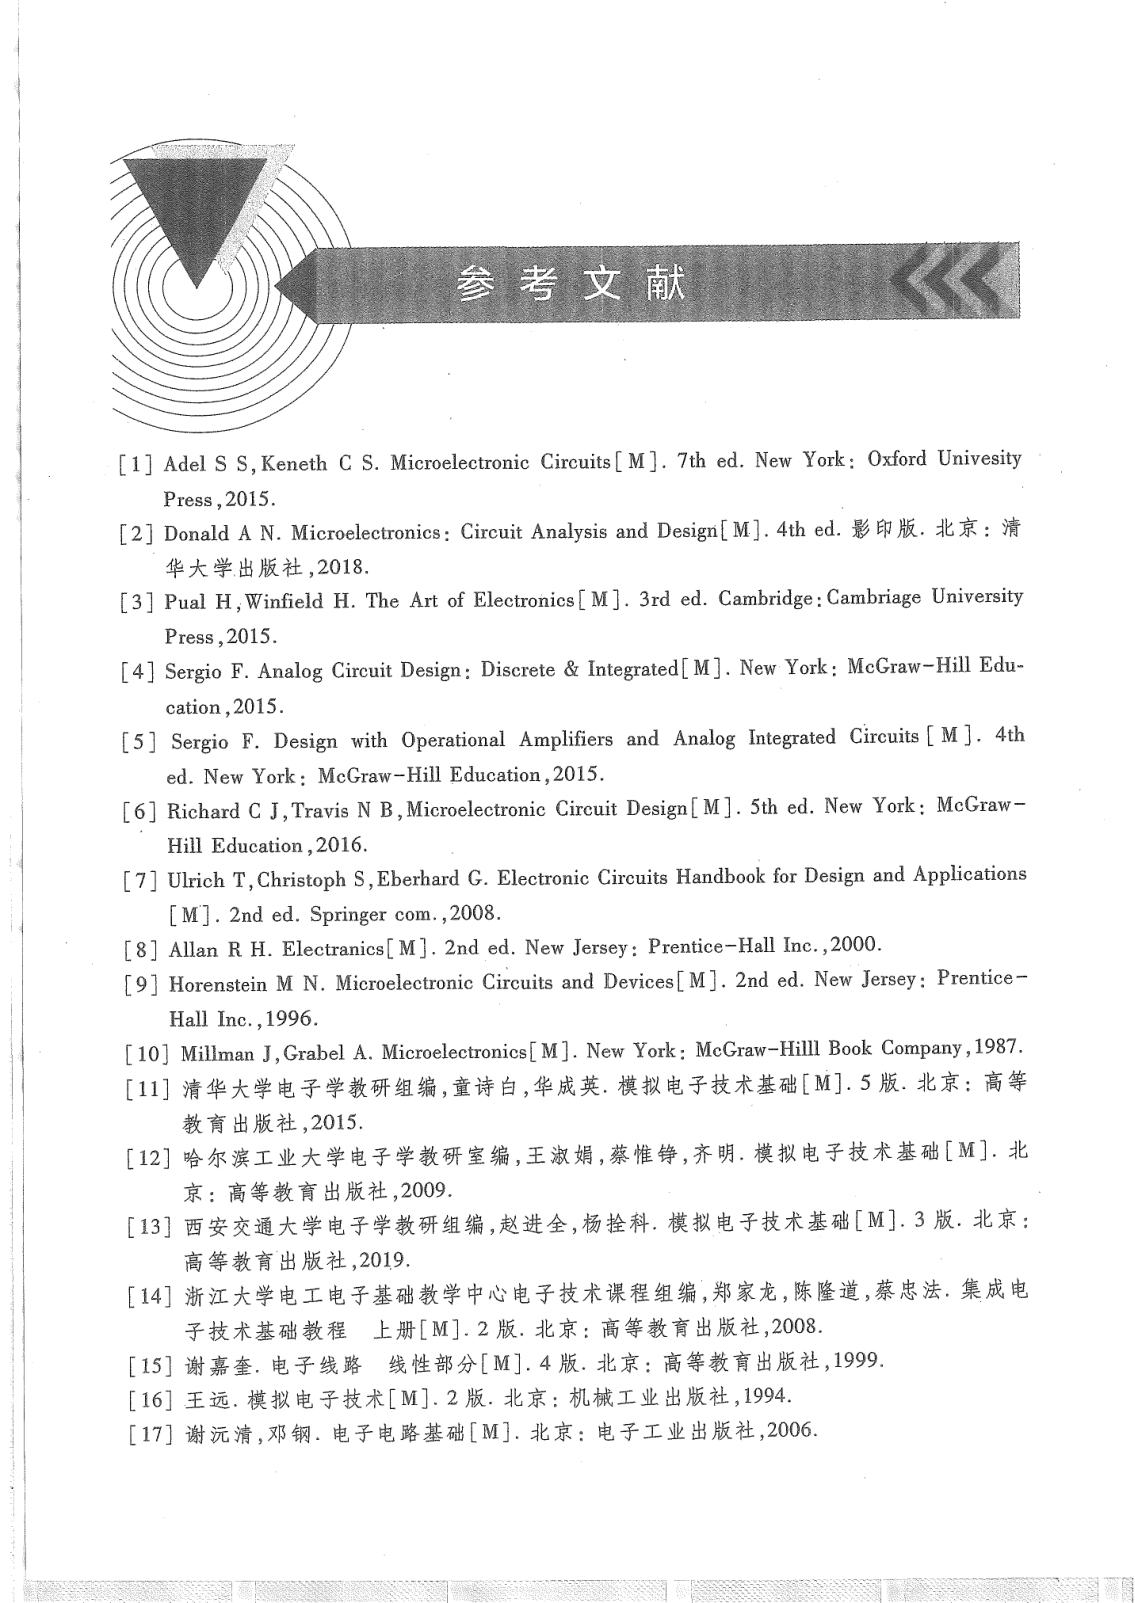 参考文献
[1] Adel S S,Keneth C S. Microelectronic Circuits[M]. 7th ed. New York: Oxford Univesity
Press,2015.
[2] Donald A N. Microelectronics: Circuit Analysis and Design[M]. 4th ed. 影印版. 北京: 清
华大学出版社,2018.
[3] Pual H,Winfield H. The Art of Electronics[M]. 3rd ed. Cambridge:Cambriage University
Press,2015.
[4] Sergio F. Analog Circuit Design: Discrete & Integrated[M]. New York: McGraw-Hill Edu-
cation,2015.
[5] Sergio F. Design with Operational Amplifiers and Analog Integrated Circuits[M]. 4th
ed. New York: McGraw-Hill Education,2015.
[6] Richard C J,Travis N B,Microelectronic Circuit Design[M]. 5th ed. New York: McGraw-
Hill Education,2016.
[7] Ulrich T,Christoph S,Eberhard G. Electronic Circuits Handbook for Design and Applications
[M]. 2nd ed. Springer com.,2008.
[8] Allan R H. Electranics[M]. 2nd ed. New Jersey: Prentice-Hall Inc.,2000.
[9] Horenstein M N. Microelectronic Circuits and Devices[M]. 2nd ed. New Jersey: Prentice-
Hall Inc.,1996.
[10] Millman J,Grabel A. Microelectronics[M]. New York: McGraw-Hilll Book Company,1987.
[11] 清华大学电子学教研组编,童诗白,华成英. 模拟电子技术基础[M]. 5 版. 北京: 高等
教育出版社,2015.
[12] 哈尔滨工业大学电子学教研室编,王淑娟,蔡惟铮,齐明. 模拟电子技术基础[M]. 北
京: 高等教育出版社,2009.
[13] 西安交通大学电子学教研组编,赵进全,杨拴科. 模拟电子技术基础[M]. 3 版. 北京:
高等教育出版社,2019.
[14] 浙江大学电工电子基础教学中心电子技术课程组编,郑家龙,陈隆道,蔡忠法. 集成电
子技术基础教程 上册[M]. 2 版. 北京: 高等教育出版社,2008.
[15] 谢嘉奎. 电子线路 线性部分[M]. 4 版. 北京: 高等教育出版社,1999.
[16] 王远. 模拟电子技术[M]. 2 版. 北京: 机械工业出版社,1994.
[17] 谢沅清,邓钢. 电子电路基础[M]. 北京: 电子工业出版社,2006.